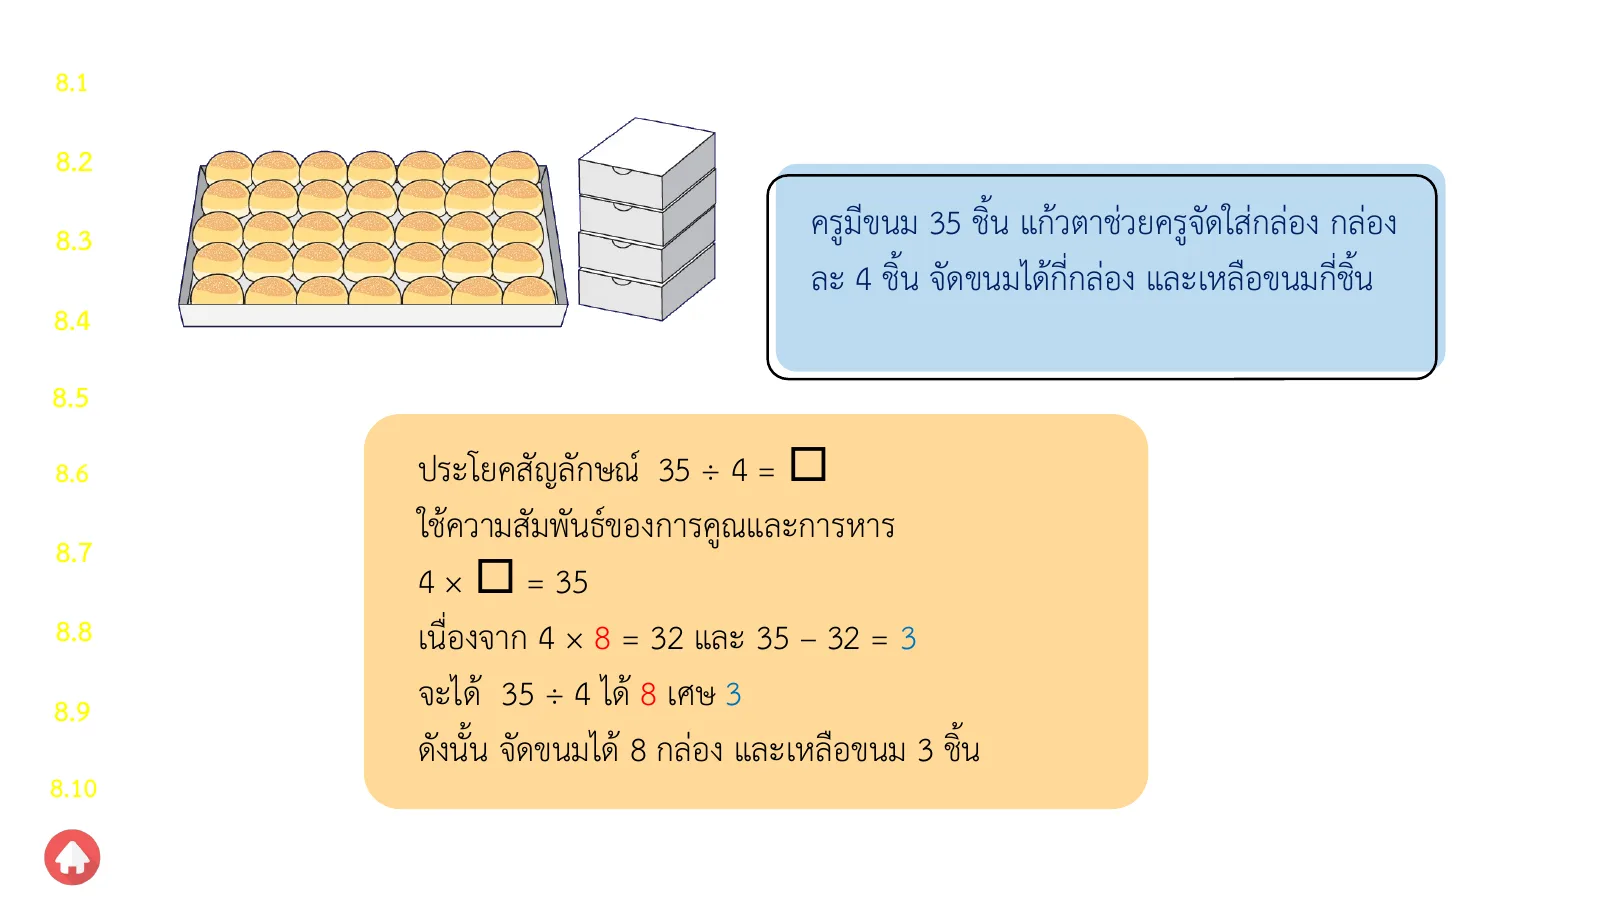 8.1
8.2
8.3
8.4
8.5
8.6
8.7
8.8
8.9
8.10
ครูมีขนม 35 ชิ้น แก้วตาช่วยครูจัดใส่กล่อง กล่อง
ละ 4 ชิ้น จัดขนมได้กี่กล่อง และเหลือขนมกี่ชิ้น
ประโยคสัญลักษณ์ 35 ÷ 4 = □
ใช้ความสัมพันธ์ของการคูณและการหาร
4 × □ = 35
เนื่องจาก 4 × 8 = 32 และ 35 – 32 = 3
จะได้ 35 ÷ 4 ได้ 8 เศษ 3
ดังนั้น จัดขนมได้ 8 กล่อง และเหลือขนม 3 ชิ้น